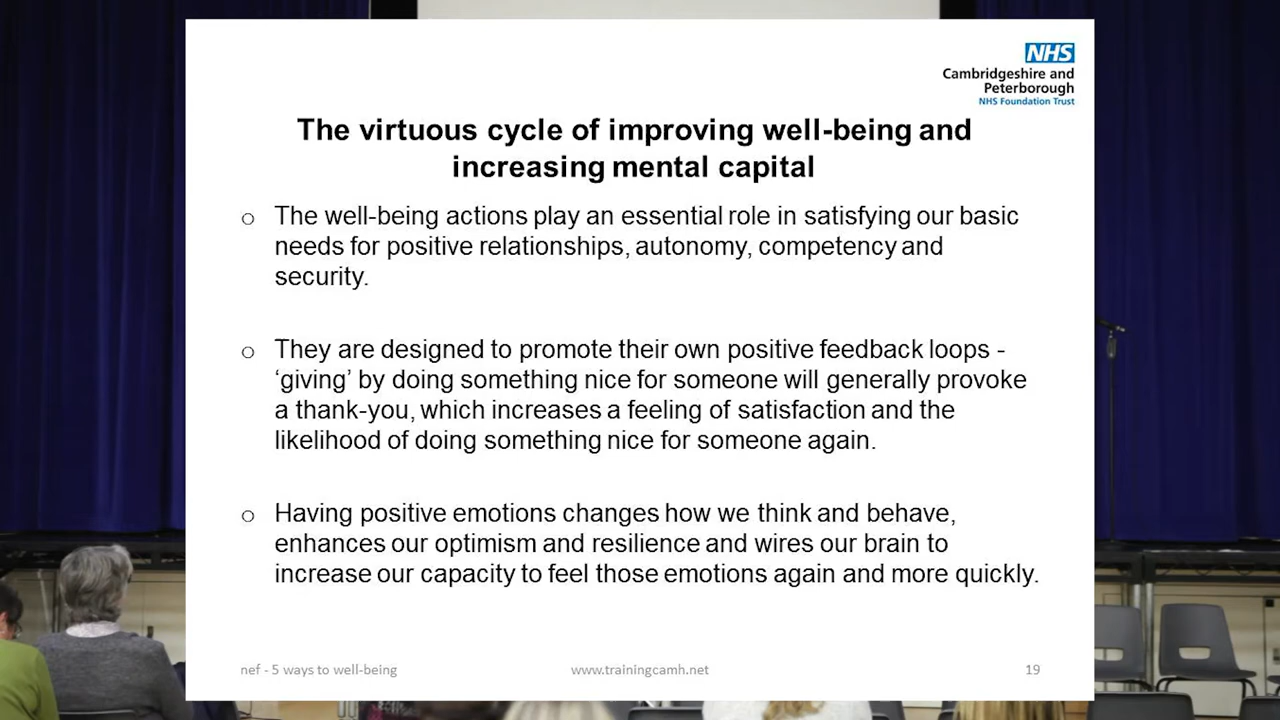 NHS
Cambridgeshire and
Peterborough
NHS Foundation Trust
The virtuous cycle of improving well-being and
increasing mental capital
o The well-being actions play an essential role in satisfying our basic
needs for positive relationships, autonomy, competency and
security.
o They are designed to promote their own positive feedback loops -
‘giving’ by doing something nice for someone will generally provoke
a thank-you, which increases a feeling of satisfaction and the
likelihood of doing something nice for someone again.
o Having positive emotions changes how we think and behave,
enhances our optimism and resilience and wires our brain to
increase our capacity to feel those emotions again and more quickly.
nef - 5 ways to well-being www.trainingcamh.net 19